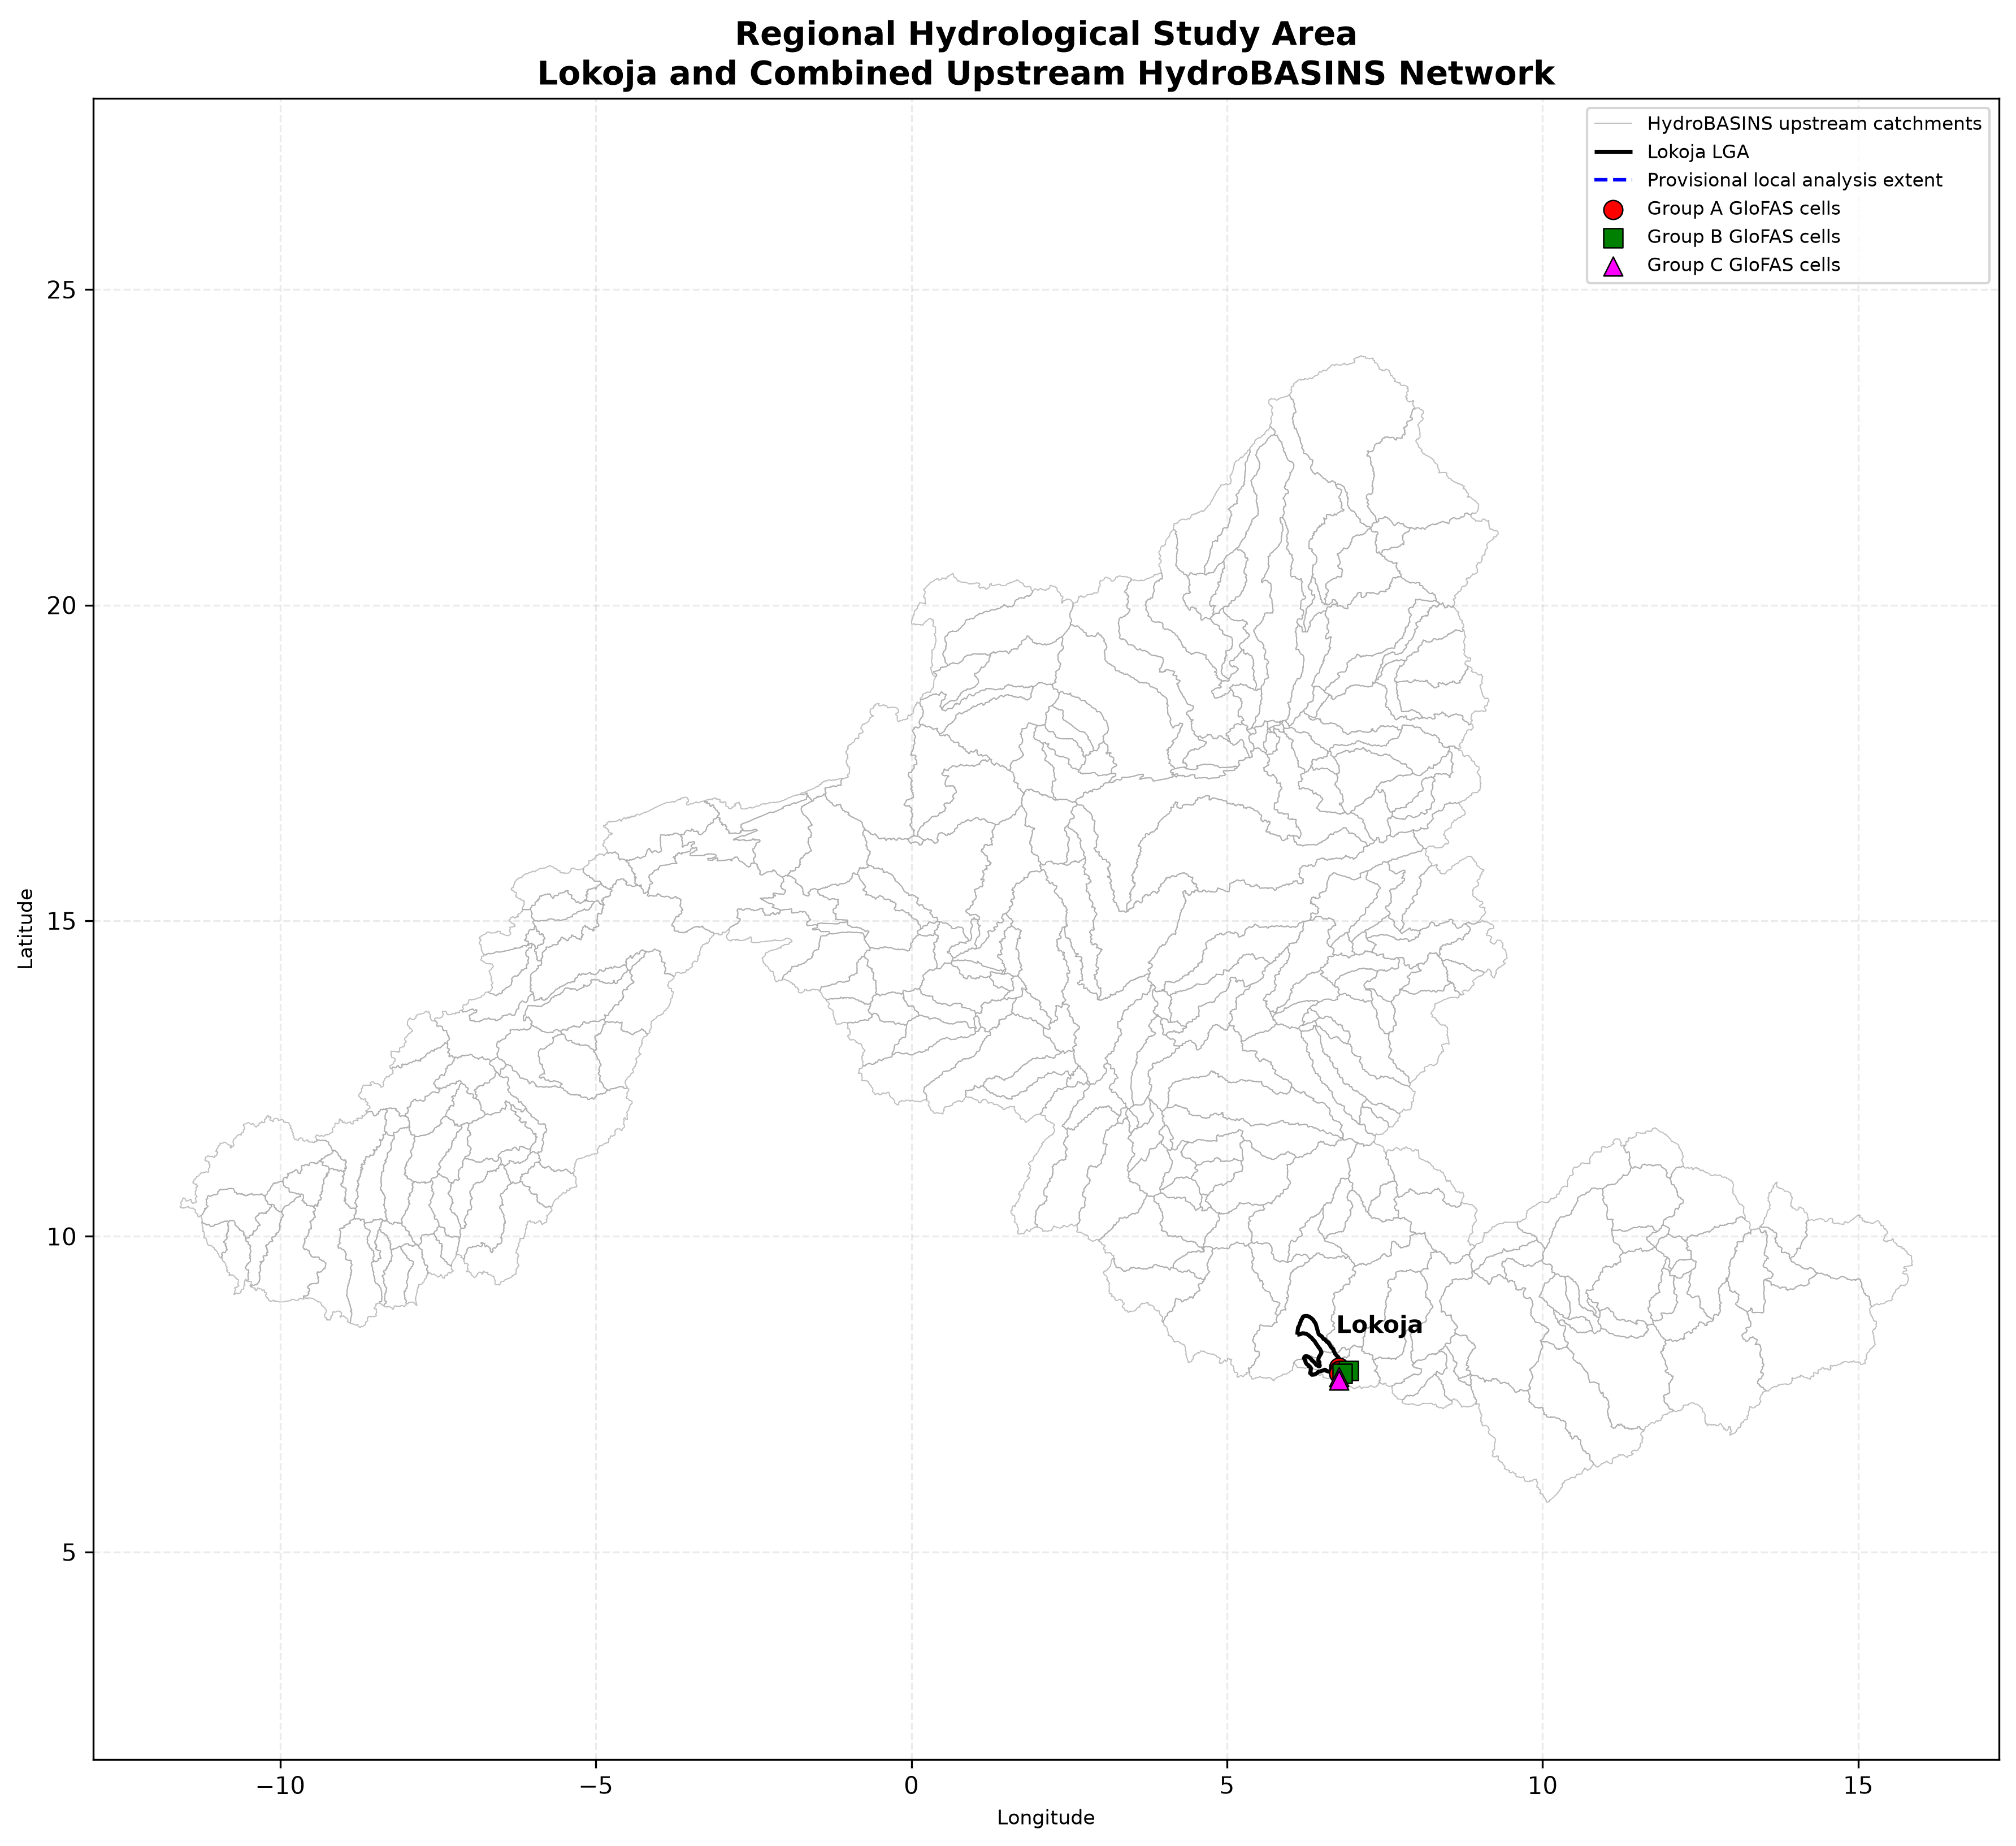 Regional Hydrological Study Area
Lokoja and Combined Upstream HydroBASINS Network
HydroBASINS upstream catchments
Lokoja LGA
Provisional local analysis extent
Group A GloFAS cells
Group B GloFAS cells
Group C GloFAS cells
25
20
15
10
5
Latitude
Lokoja
−10
−5
0
5
10
15
Longitude